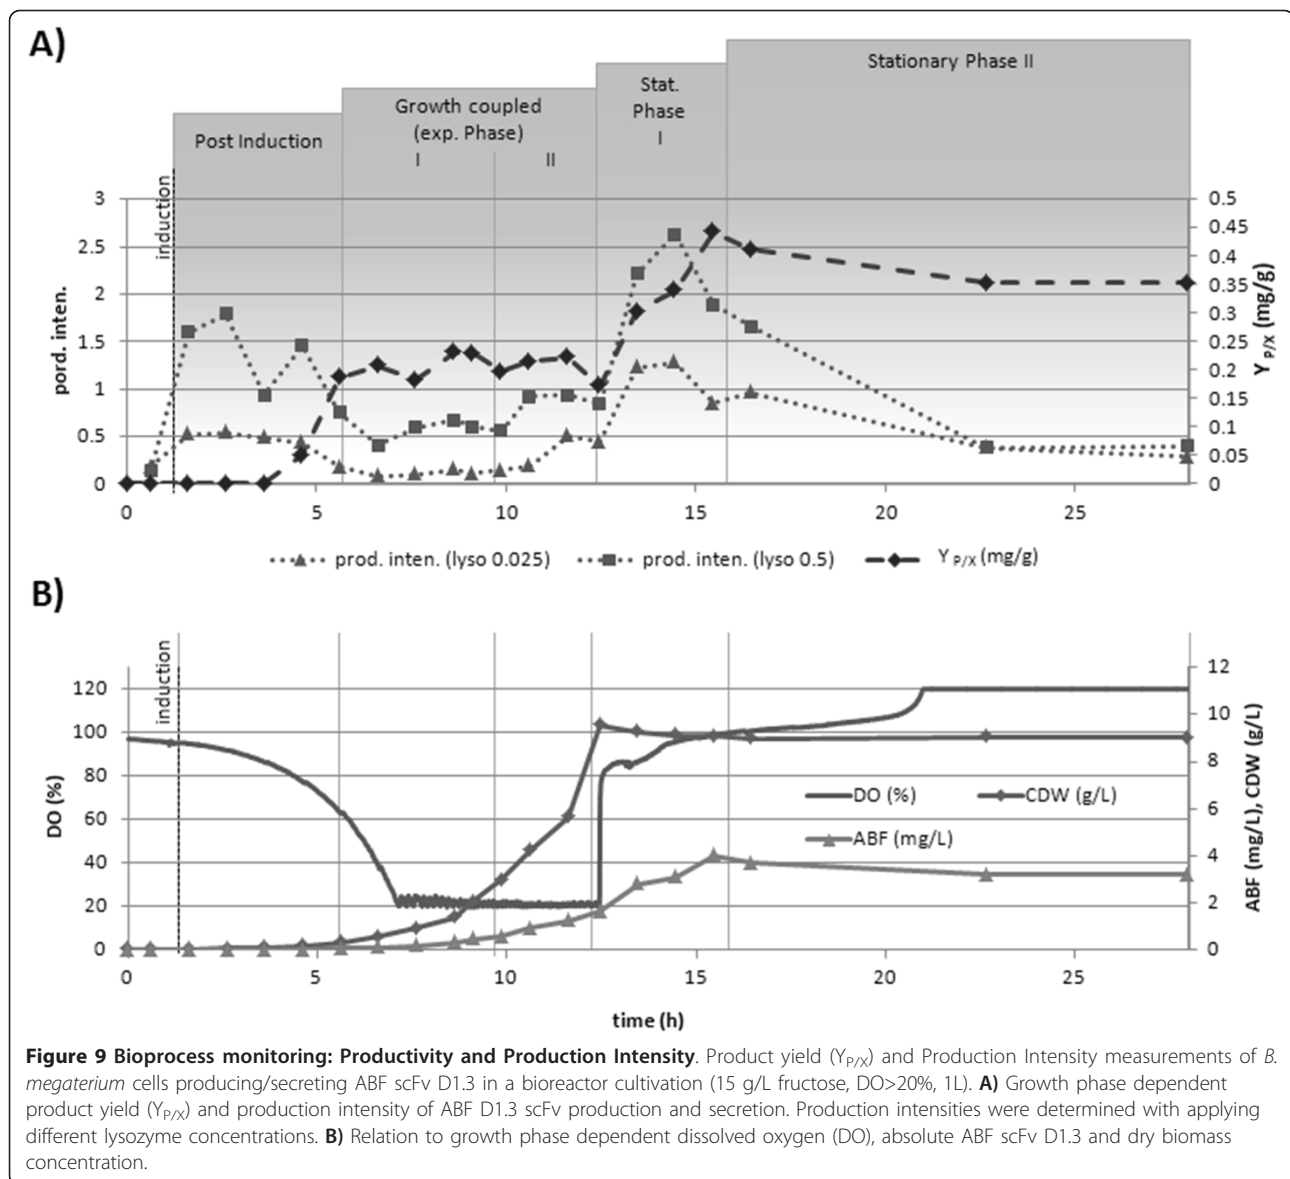 A)
Stationary Phase II
Stat.
Phase
I
Growth coupled
(exp. Phase)
I II
Post Induction
induction
3
2.5
2
1.5
1
0.5
0
pord. inten.
0.5
0.45
0.4
0.35
0.3
0.25
0.2
0.15
0.1
0.05
0
Y P/X (mg/g)
0 5 10 15 20 25
prod. inten. (lyso 0.025) prod. inten. (lyso 0.5) Y P/X (mg/g)
B)
induction
120
100
80
60
40
20
0
DO (%)
12
10
8
6
4
2
0
ABF (mg/L), CDW (g/L)
DO (%) CDW (g/L)
ABF (mg/L)
0 5 10 15 20 25
time (h)
Figure 9 Bioprocess monitoring: Productivity and Production Intensity. Product yield (YP/X) and Production Intensity measurements of B.
megaterium cells producing/secreting ABF scFv D1.3 in a bioreactor cultivation (15 g/L fructose, DO>20%, 1L). A) Growth phase dependent
product yield (YP/X) and production intensity of ABF D1.3 scFv production and secretion. Production intensities were determined with applying
different lysozyme concentrations. B) Relation to growth phase dependent dissolved oxygen (DO), absolute ABF scFv D1.3 and dry biomass
concentration.